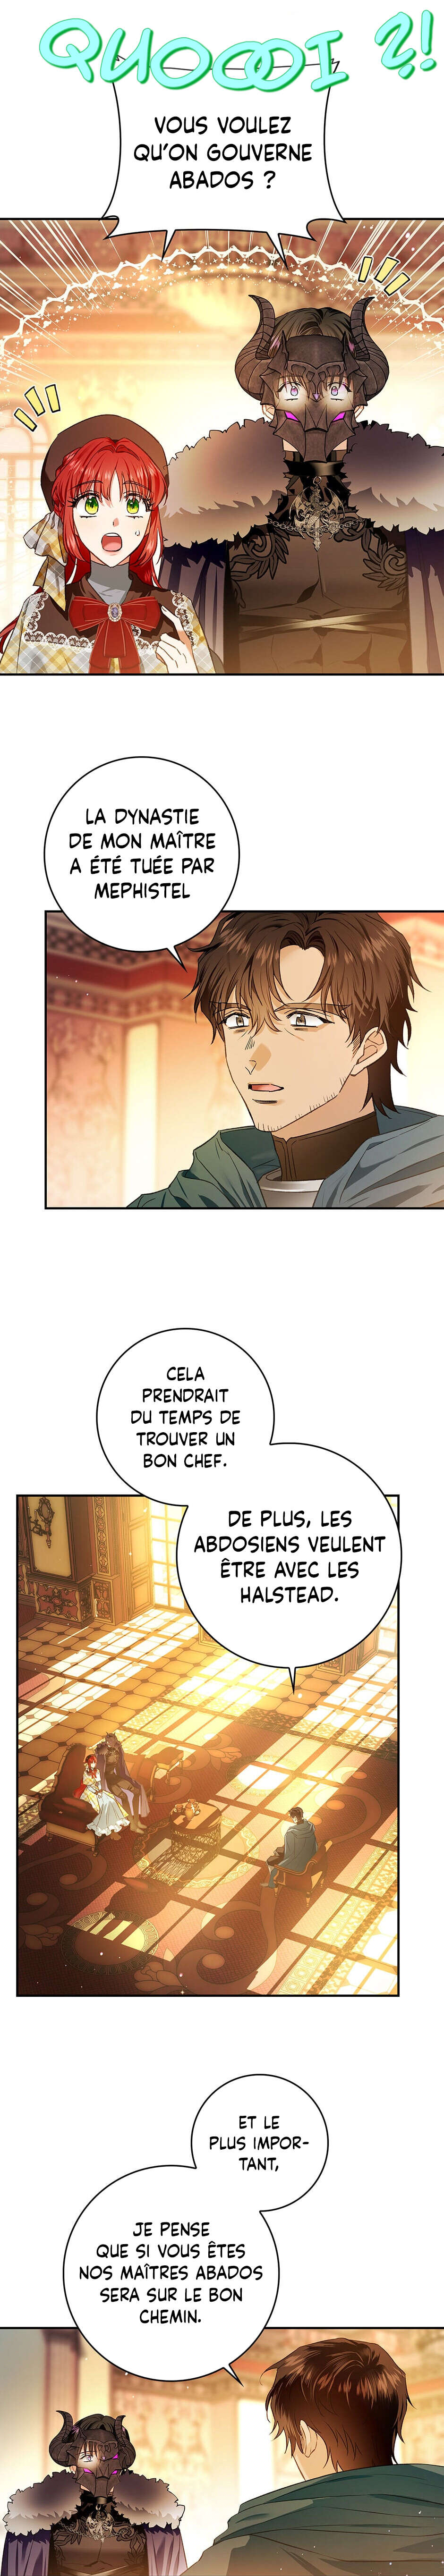 QUOOOI ?!
VOUS VOULEZ
QU'ON GOUVERNE
ABADOS ?
LA DYNASTIE
DE MON MAÎTRE
A ÉTÉ TUÉE PAR
MEPHISTEL
CELA
PRENDRAIT
DU TEMPS DE
TROUVER UN
BON CHEF.
DE PLUS, LES
ABDOSIENS VEULENT
ÊTRE AVEC LES
HALSTEAD.
ET LE
PLUS IMPOR-
TANT,
JE PENSE
QUE SI VOUS ÊTES
NOS MAÎTRES ABADOS
SERA SUR LE BON
CHEMIN.